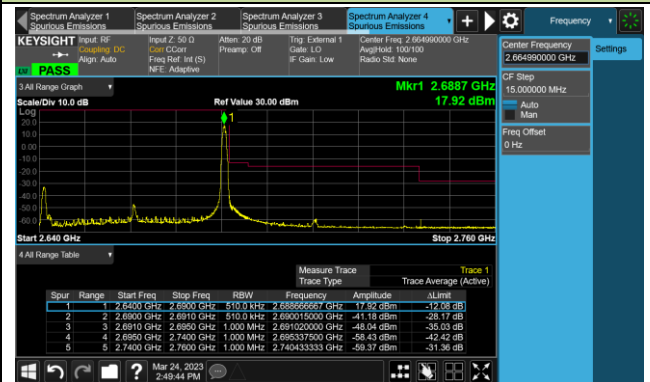 Spectrum Analyzer 1
Spurious Emissions
Spectrum Analyzer 2
Spurious Emissions
Spectrum Analyzer 3
Spurious Emissions
Spectrum Analyzer 4
Spurious Emissions
Frequency
KEYSIGHT
Input: RF
Coupling: DC
Align: Auto
Input Z: 50 Ω
Corr CCorr
Freq Ref: Int (S)
NFE: Adaptive
Atten: 20 dB
Preamp: Off
Trig: External 1
Gate: LO
IF Gain: Low
Center Freq: 2.664990000 GHz
Avg|Hold: 100/100
Radio Std: None
PASS
Center Frequency
2.664990000 GHz
Settings
CF Step
15.000000 MHz
Auto
Man
Freq Offset
0 Hz
3 All Range Graph
Mkr1 2.6887 GHz
Scale/Div 10.0 dB
Ref Value 30.00 dBm
17.92 dBm
Log
20.0
10.0
0.00
-10.0
-20.0
-30.0
-40.0
-50.0
-60.0
1
Start 2.640 GHz
Stop 2.760 GHz
4 All Range Table
Measure Trace Trace 1
Trace Type Trace Average (Active)
Spur Range Start Freq Stop Freq RBW Frequency Amplitude ΔLimit
1 1 2.6400 GHz 2.6900 GHz 510.0 kHz 2.688666667 GHz 17.92 dBm -12.08 dB
2 2 2.6900 GHz 2.6910 GHz 510.0 kHz 2.690015000 GHz -41.18 dBm -28.17 dB
3 3 2.6910 GHz 2.6950 GHz 1.000 MHz 2.691020000 GHz -48.04 dBm -35.03 dB
4 4 2.6950 GHz 2.7400 GHz 1.000 MHz 2.695337500 GHz -58.43 dBm -42.42 dB
5 5 2.7400 GHz 2.7600 GHz 1.000 MHz 2.740433333 GHz -59.37 dBm -31.36 dB
Mar 24, 2023
2:49:44 PM